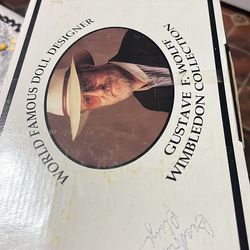 WORLD FAMOUS DOLL DESIGNER
GUSTAVE F. WOLFF
WIMBLEDON COLLECTION